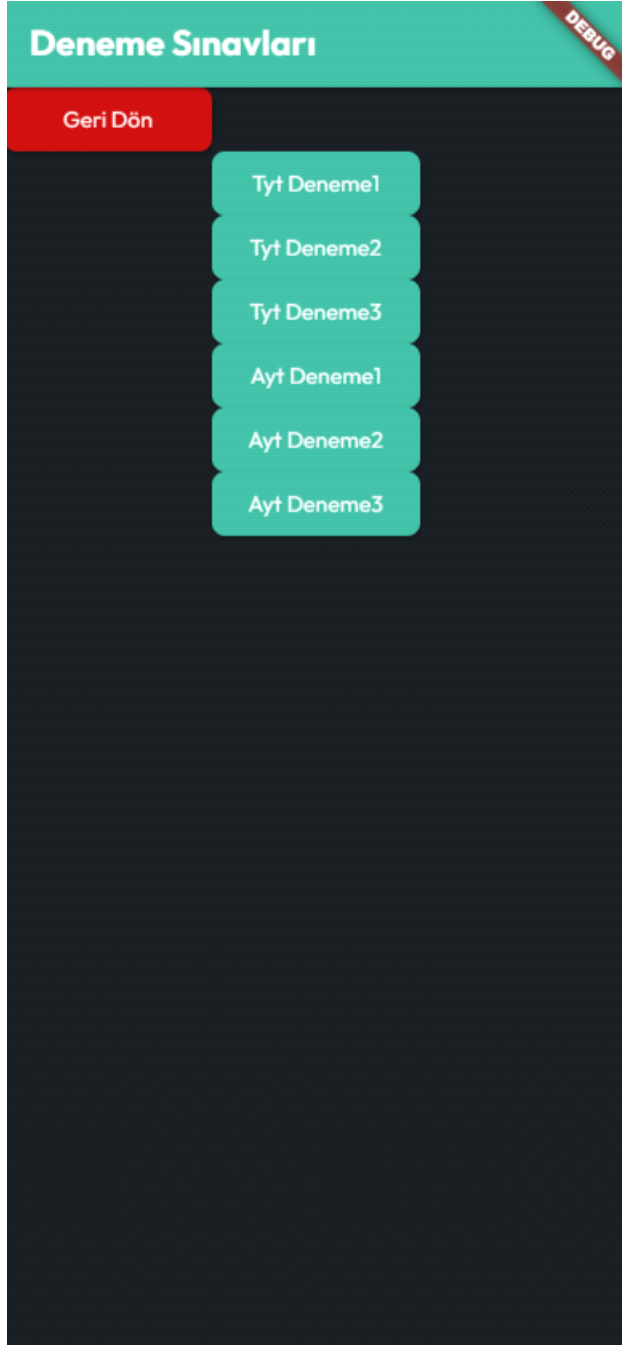 Deneme Sınavları
DEBUG
Geri Dön
Tyt Deneme1
Tyt Deneme2
Tyt Deneme3
Ayt Deneme1
Ayt Deneme2
Ayt Deneme3